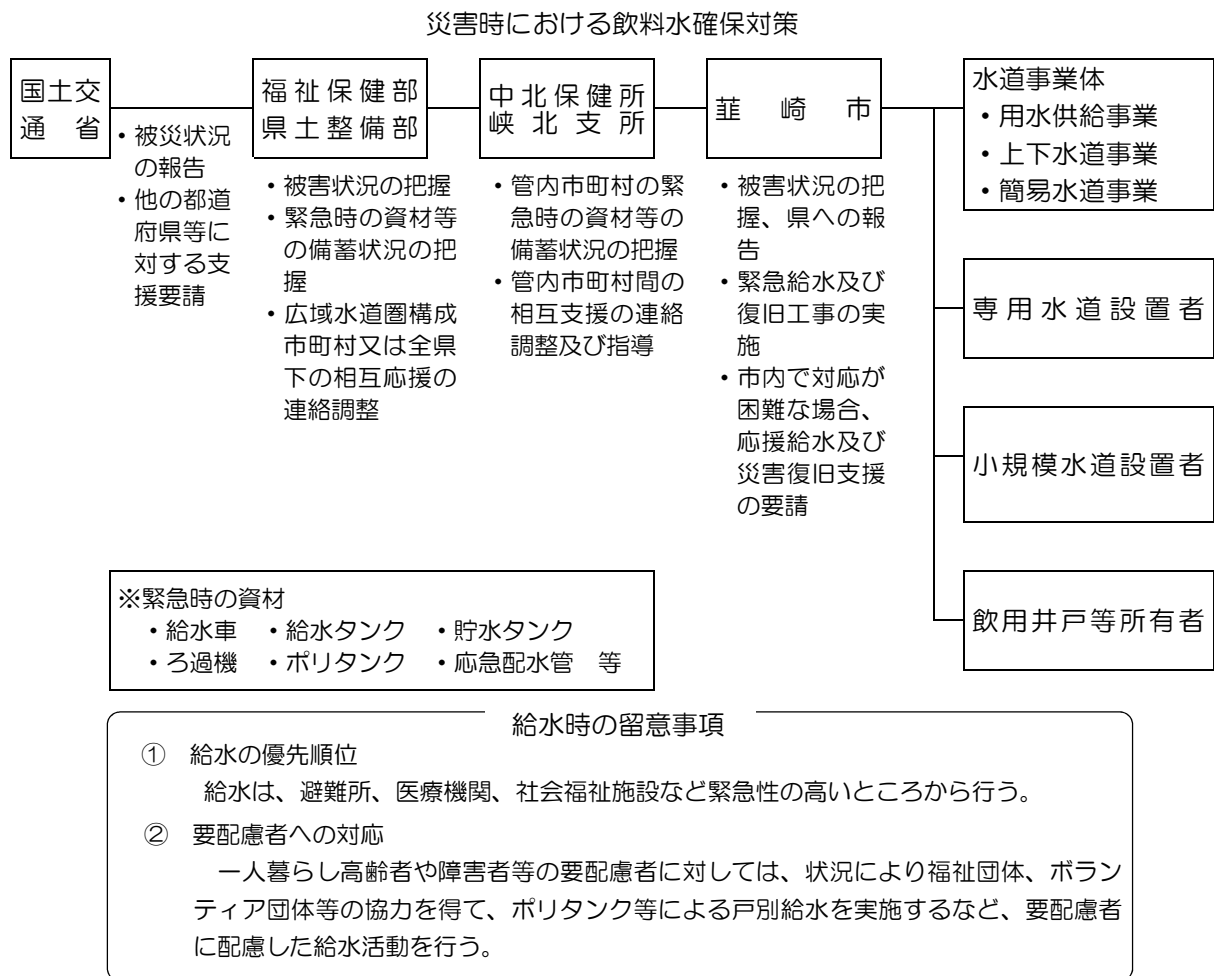 災害時における飲料水確保対策
国土交
通省
・被災状況
の報告
・他の都道
府県等に
対する支
援要請
福祉保健部
県土整備部
・被害状況の把握
・緊急時の資材等
の備蓄状況の把
握
・広域水道圏構成
市町村又は全県
下の相互応援の
連絡調整
中北保健所
峡北支所
・管内市町村の緊
急時の資材等の
備蓄状況の把握
・管内市町村間の
相互支援の連絡
調整及び指導
韮崎市
・被害状況の把
握、県への報
告
・緊急給水及び
復旧工事の実
施
・市内で対応が
困難な場合、
応援給水及び
災害復旧支援
の要請
水道事業体
・用水供給事業
・上下水道事業
・簡易水道事業
専用水道設置者
小規模水道設置者
飲用井戸等所有者
※緊急時の資材
・給水車 ・給水タンク ・貯水タンク
・ろ過機 ・ポリタンク ・応急配水管 等
給水時の留意事項
① 給水の優先順位
給水は、避難所、医療機関、社会福祉施設など緊急性の高いところから行う。
② 要配慮者への対応
一人暮らし高齢者や障害者等の要配慮者に対しては、状況により福祉団体、ボラン
ティア団体等の協力を得て、ポリタンク等による戸別給水を実施するなど、要配慮者
に配慮した給水活動を行う。